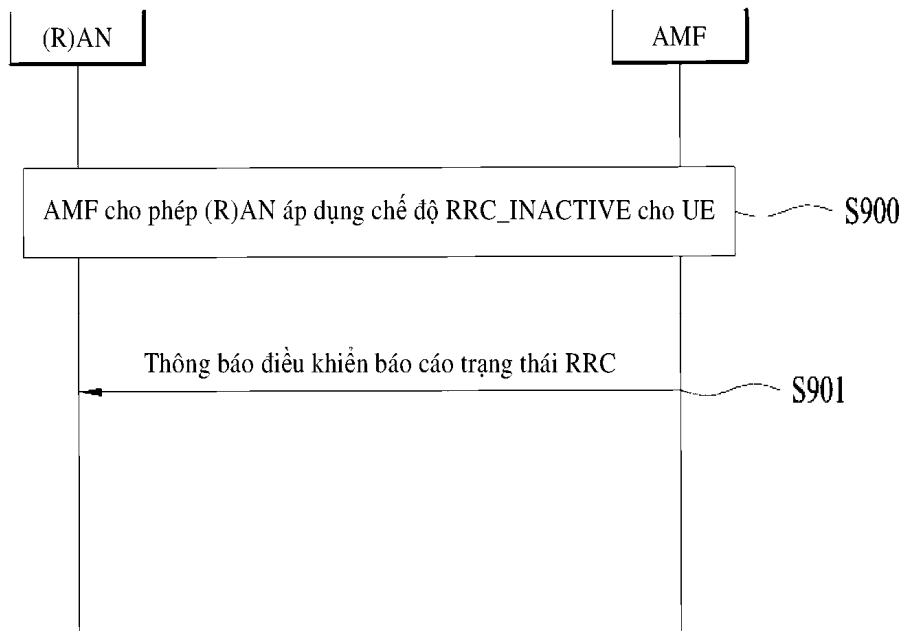 (R)AN
AMF
AMF cho phép (R)AN áp dụng chế độ RRC_INACTIVE cho UE
S900
Thông báo điều khiển báo cáo trạng thái RRC
S901